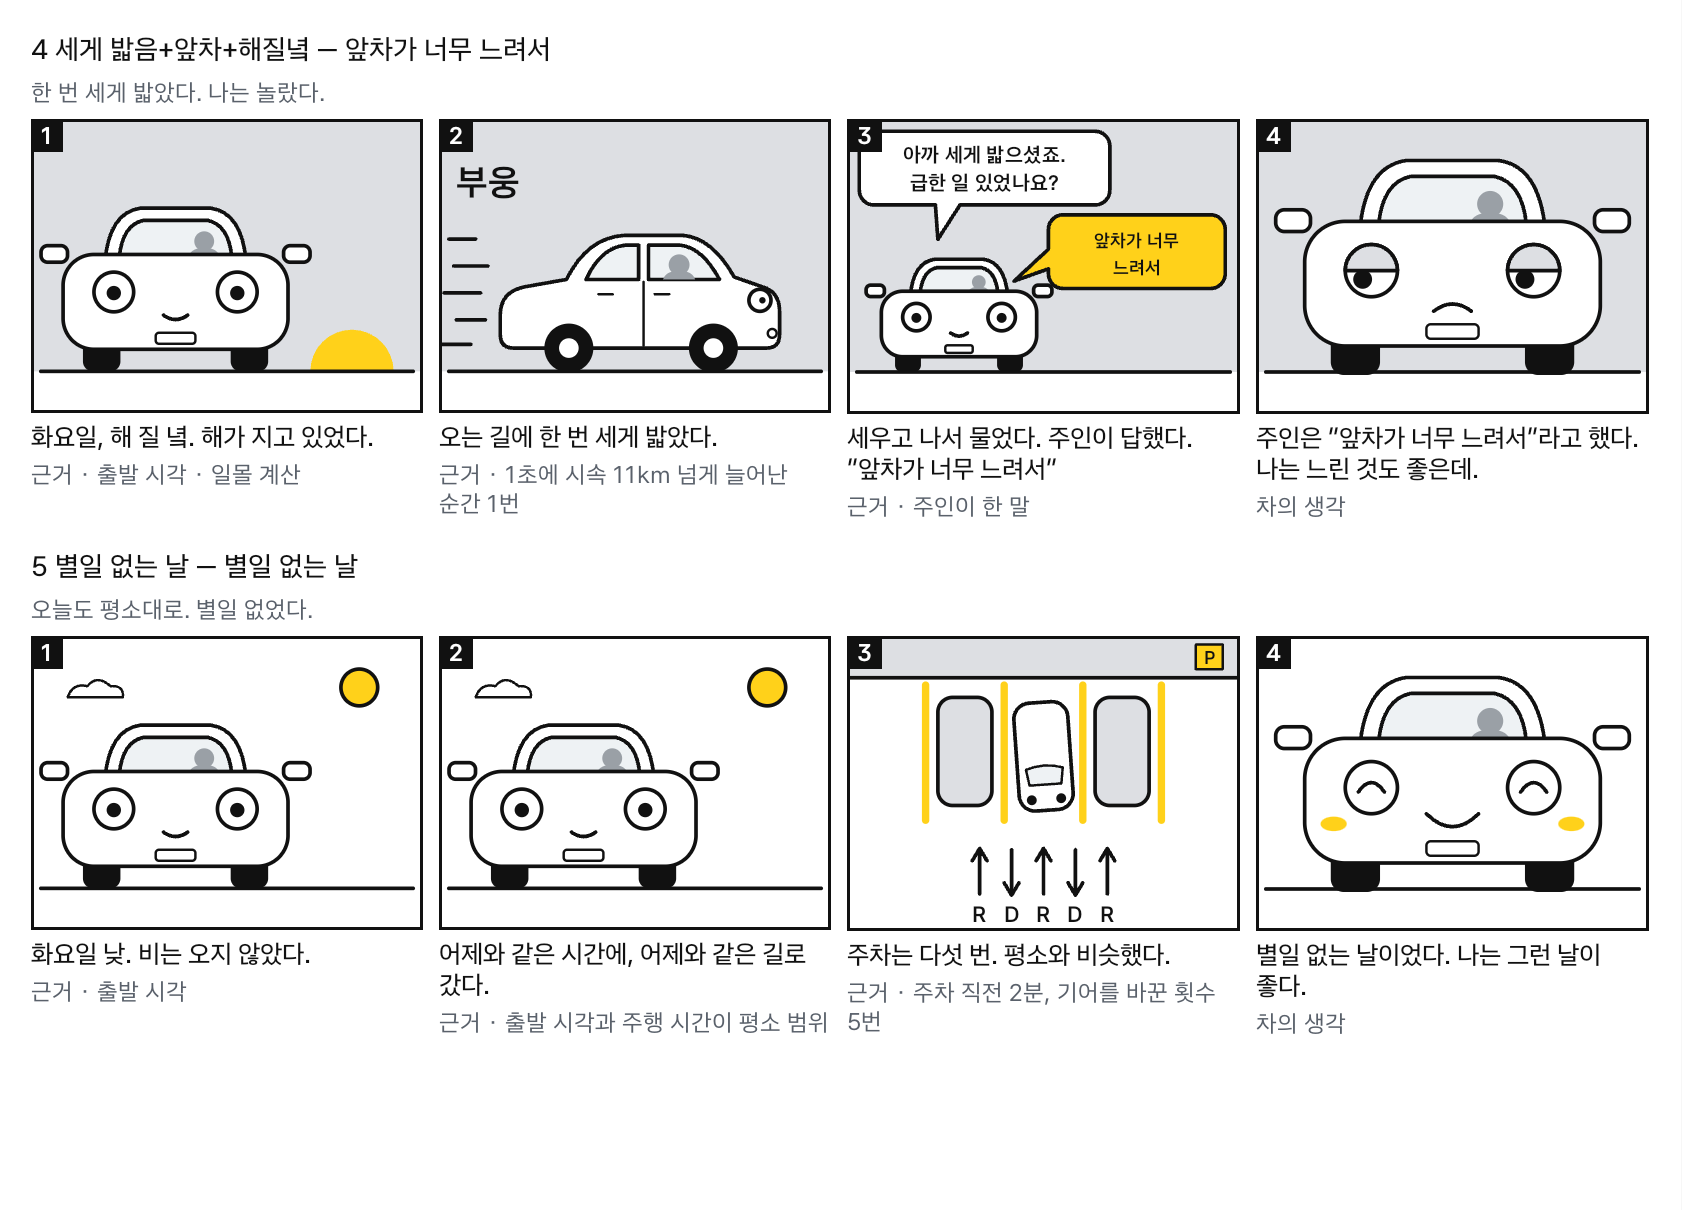 4 세게 밟음+앞차+해질녘 — 앞차가 너무 느려서
한 번 세게 밟았다. 나는 놀랐다.
1
2
부웅
3
아까 세게 밟으셨죠.
급한 일 있었나요?
앞차가 너무
느려서
4
화요일, 해 질 녘. 해가 지고 있었다.
근거 · 출발 시각 · 일몰 계산
오는 길에 한 번 세게 밟았다.
근거 · 1초에 시속 11km 넘게 늘어난
순간 1번
세우고 나서 물었다. 주인이 답했다.
"앞차가 너무 느려서"
근거 · 주인이 한 말
주인은 "앞차가 너무 느려서"라고 했다.
나는 느린 것도 좋은데.
차의 생각
5 별일 없는 날 — 별일 없는 날
오늘도 평소대로. 별일 없었다.
1
2
3
P
R D R D R
4
화요일 낮. 비는 오지 않았다.
근거 · 출발 시각
어제와 같은 시간에, 어제와 같은 길로
갔다.
근거 · 출발 시각과 주행 시간이 평소 범위
주차는 다섯 번. 평소와 비슷했다.
근거 · 주차 직전 2분, 기어를 바꾼 횟수
5번
별일 없는 날이었다. 나는 그런 날이
좋다.
차의 생각